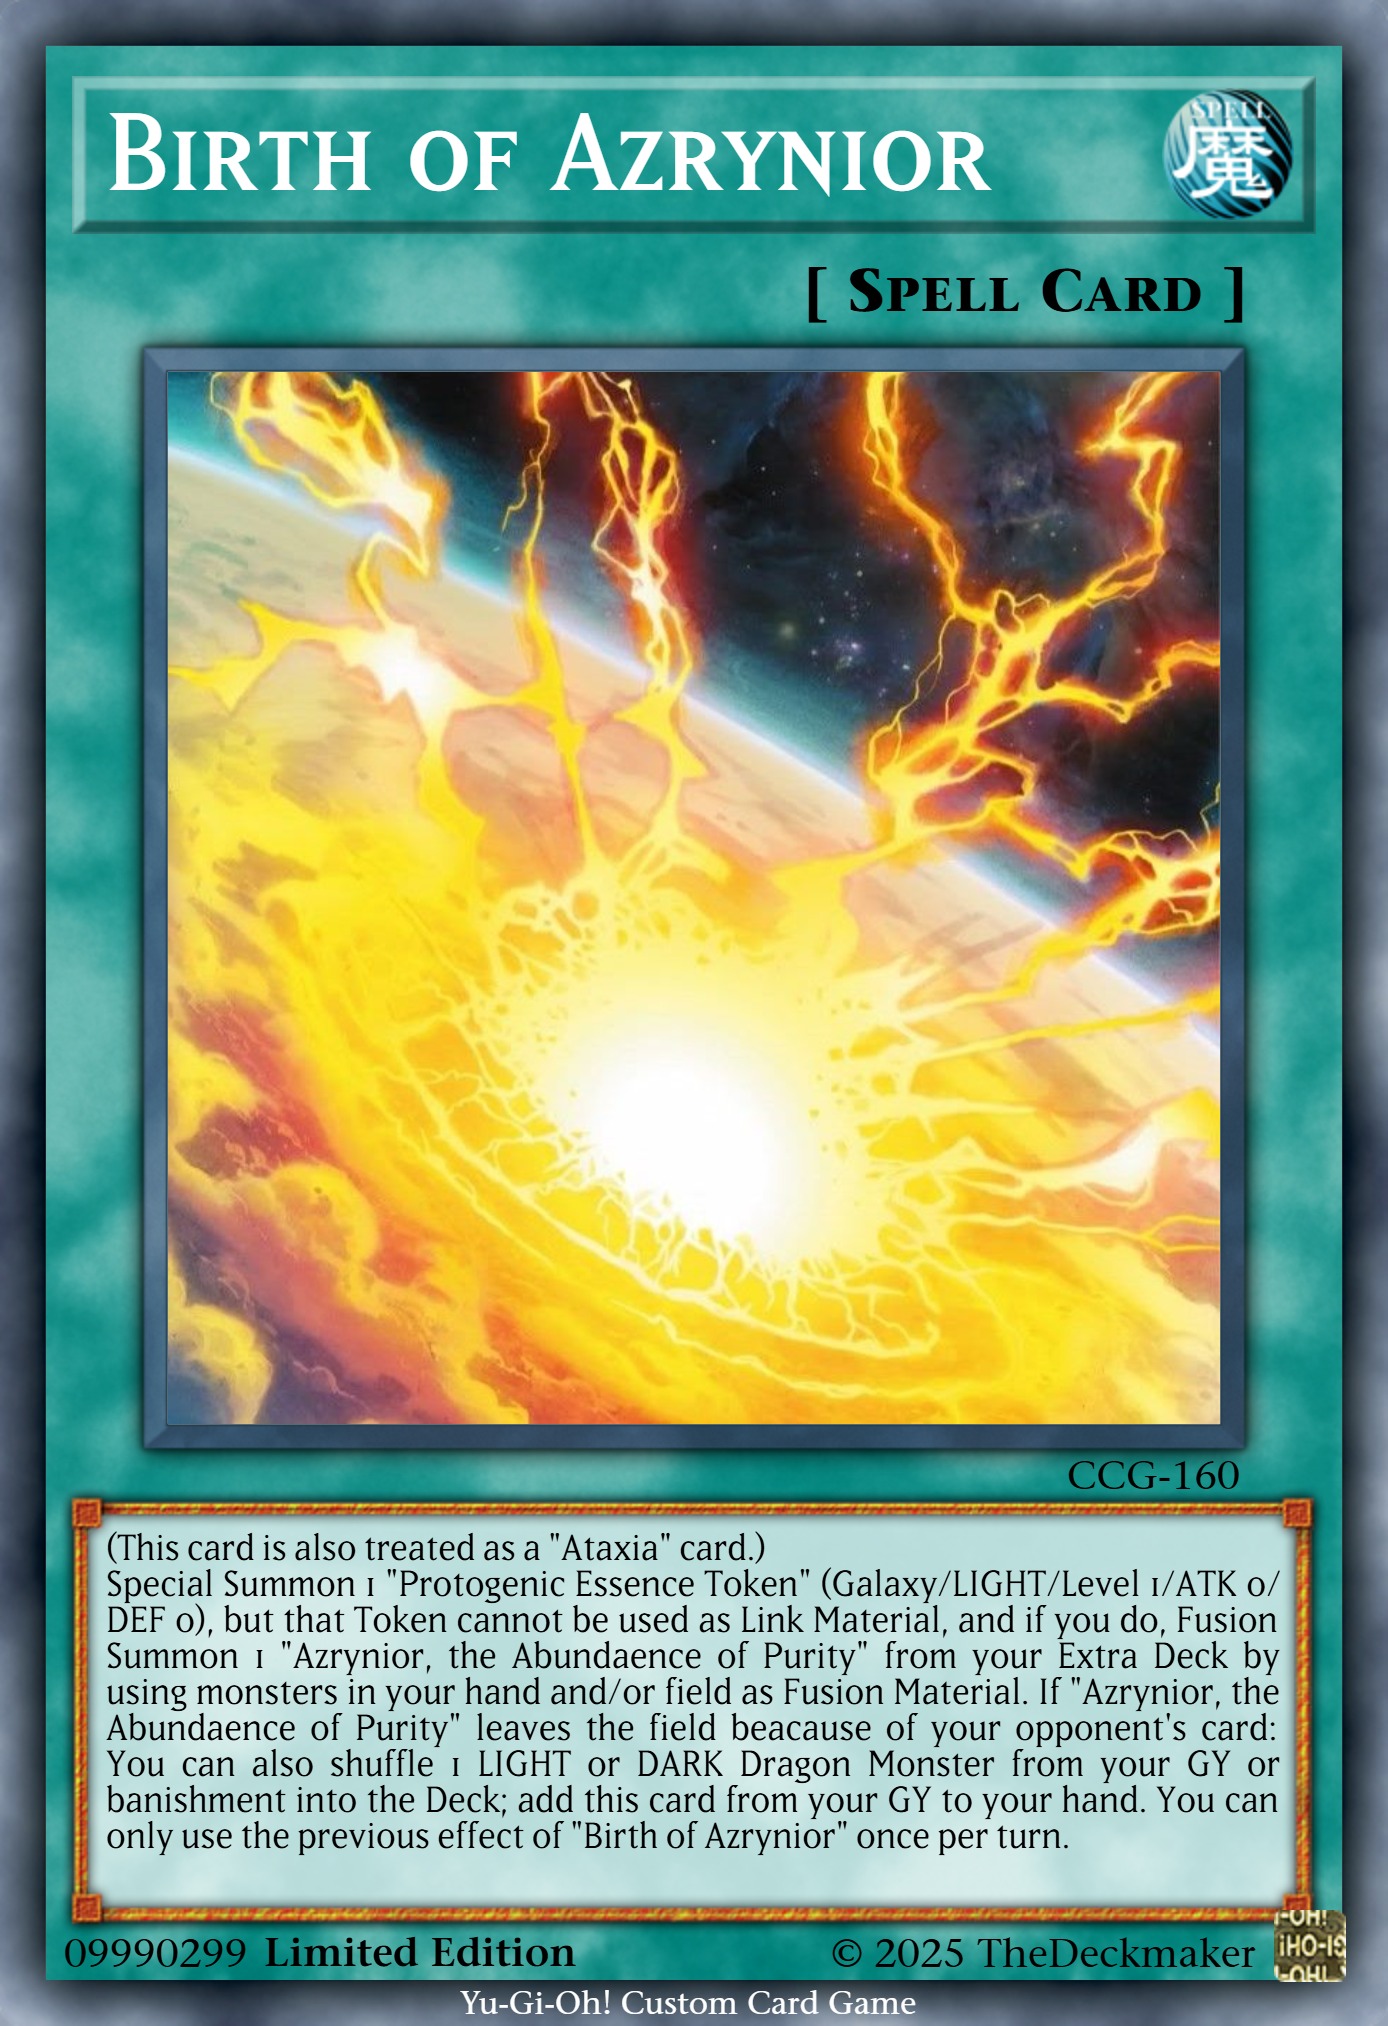 Birth of Azrynior
SPELL
魔
[ Spell Card ]
CCG-160
(This card is also treated as a "Ataxia" card.)
Special Summon 1 "Protogenic Essence Token" (Galaxy/LIGHT/Level 1/ATK 0/
DEF 0), but that Token cannot be used as Link Material, and if you do, Fusion
Summon 1 "Azrynior, the Abundaence of Purity" from your Extra Deck by
using monsters in your hand and/or field as Fusion Material. If "Azrynior, the
Abundaence of Purity" leaves the field beacause of your opponent's card:
You can also shuffle 1 LIGHT or DARK Dragon Monster from your GY or
banishment into the Deck; add this card from your GY to your hand. You can
only use the previous effect of "Birth of Azrynior" once per turn.
09990299 Limited Edition
© 2025 TheDeckmaker
Yu-Gi-Oh! Custom Card Game